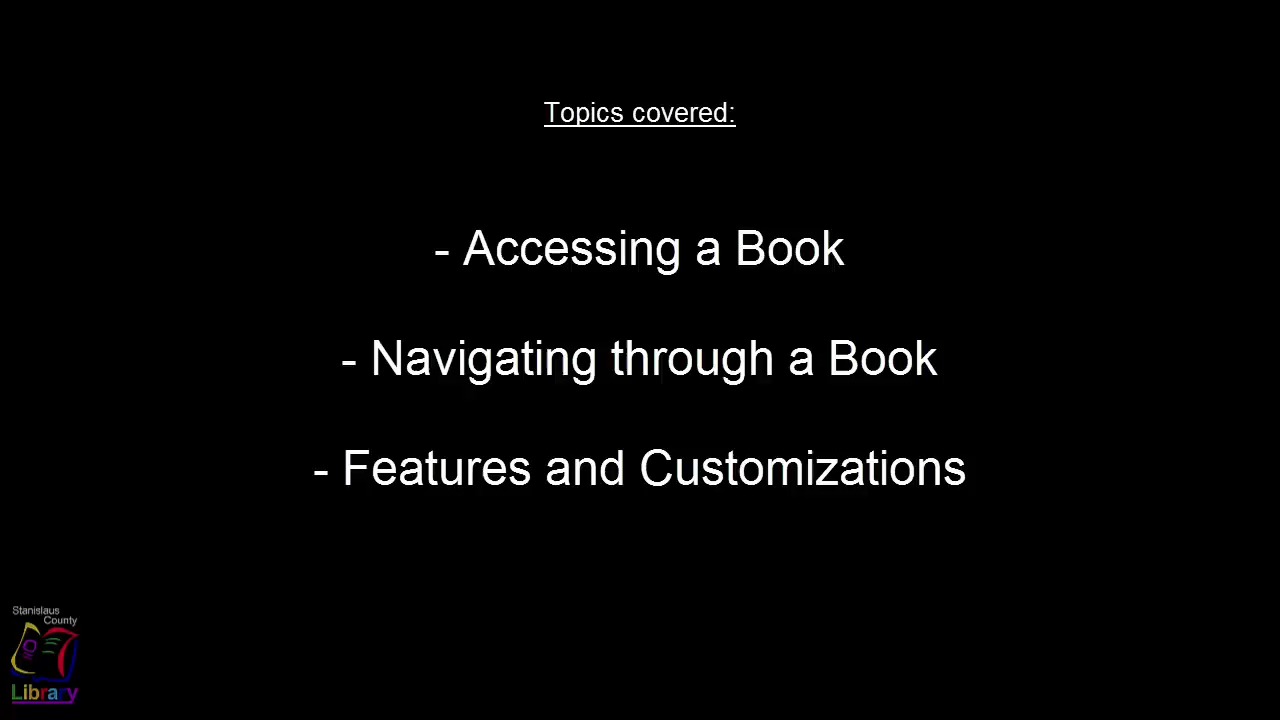 Topics covered:
- Accessing a Book
- Navigating through a Book
- Features and Customizations
Stanislaus
County
Library